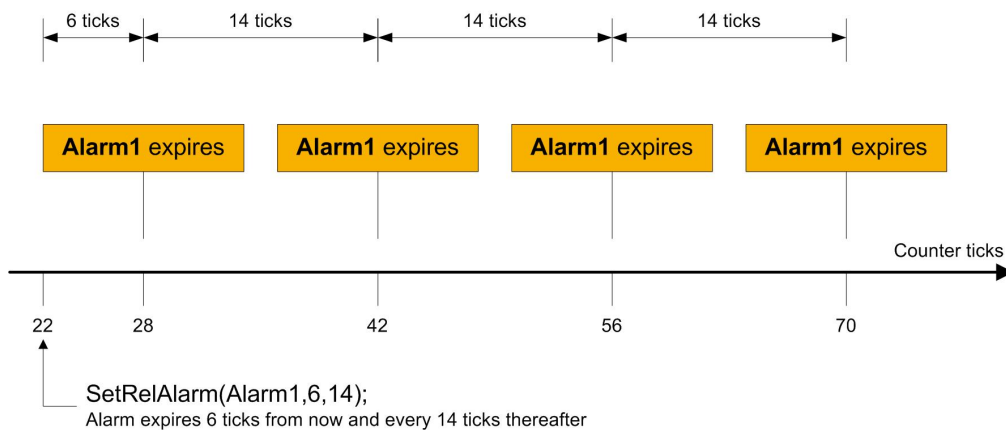 6 ticks
14 ticks
14 ticks
14 ticks
Alarm1 expires
Alarm1 expires
Alarm1 expires
Alarm1 expires
Counter ticks
22
28
42
56
70
SetRelAlarm(Alarm1,6,14);
Alarm expires 6 ticks from now and every 14 ticks thereafter